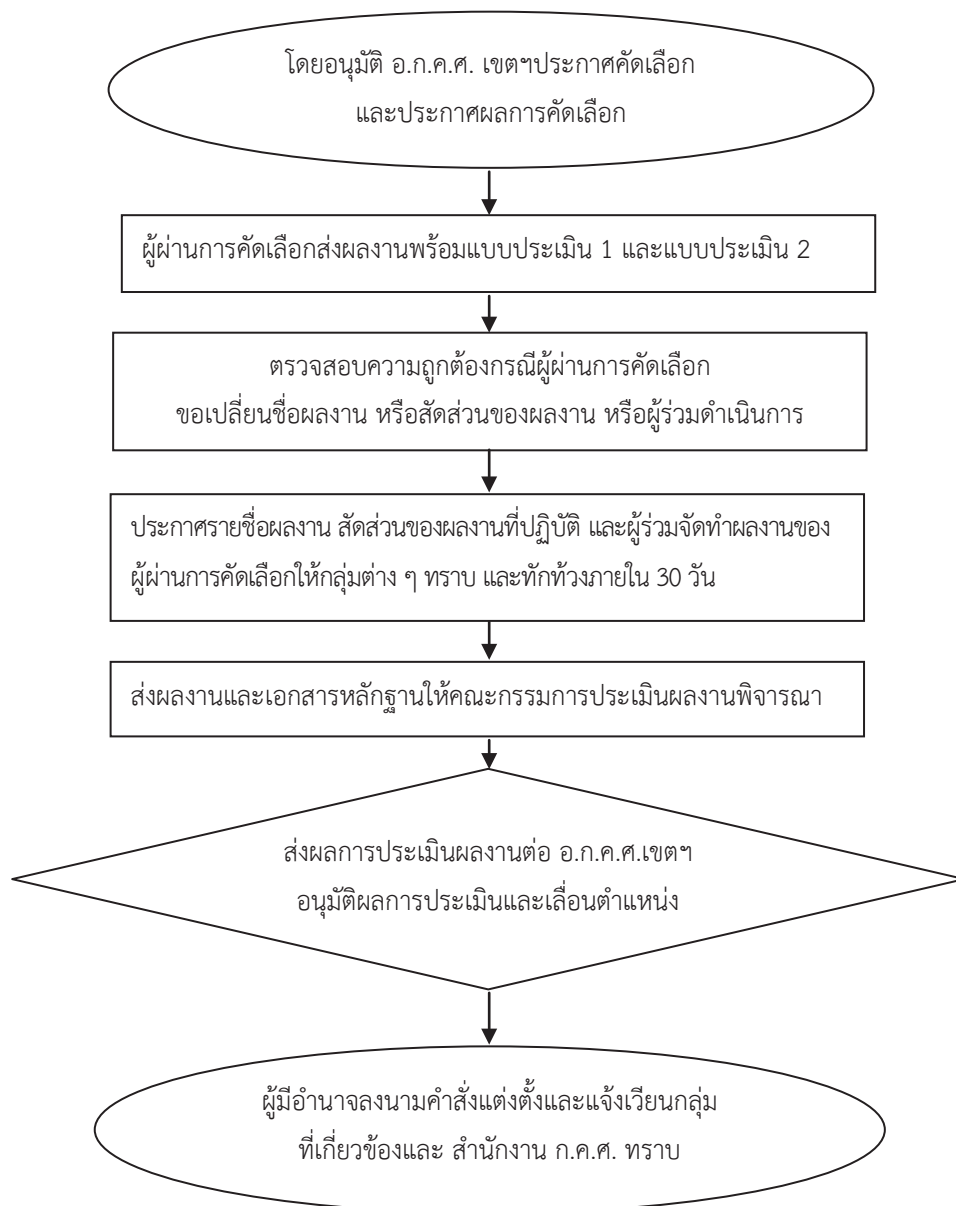 โดยอนุมัติ อ.ก.ค.ศ. เขตฯประกาศคัดเลือก
และประกาศผลการคัดเลือก
ผู้ผ่านการคัดเลือกส่งผลงานพร้อมแบบประเมิน 1 และแบบประเมิน 2
ตรวจสอบความถูกต้องกรณีผู้ผ่านการคัดเลือก
ขอเปลี่ยนชื่อผลงาน หรือสัดส่วนของผลงาน หรือผู้ร่วมดำเนินการ
ประกาศรายชื่อผลงาน สัดส่วนของผลงานที่ปฏิบัติ และผู้ร่วมจัดทำผลงานของ
ผู้ผ่านการคัดเลือกให้กลุ่มต่าง ๆ ทราบ และทักท้วงภายใน 30 วัน
ส่งผลงานและเอกสารหลักฐานให้คณะกรรมการประเมินผลงานพิจารณา
ส่งผลการประเมินผลงานต่อ อ.ก.ค.ศ.เขตฯ
อนุมัติผลการประเมินและเลื่อนตำแหน่ง
ผู้มีอำนาจลงนามคำสั่งแต่งตั้งและแจ้งเวียนกลุ่ม
ที่เกี่ยวข้องและ สำนักงาน ก.ค.ศ. ทราบ